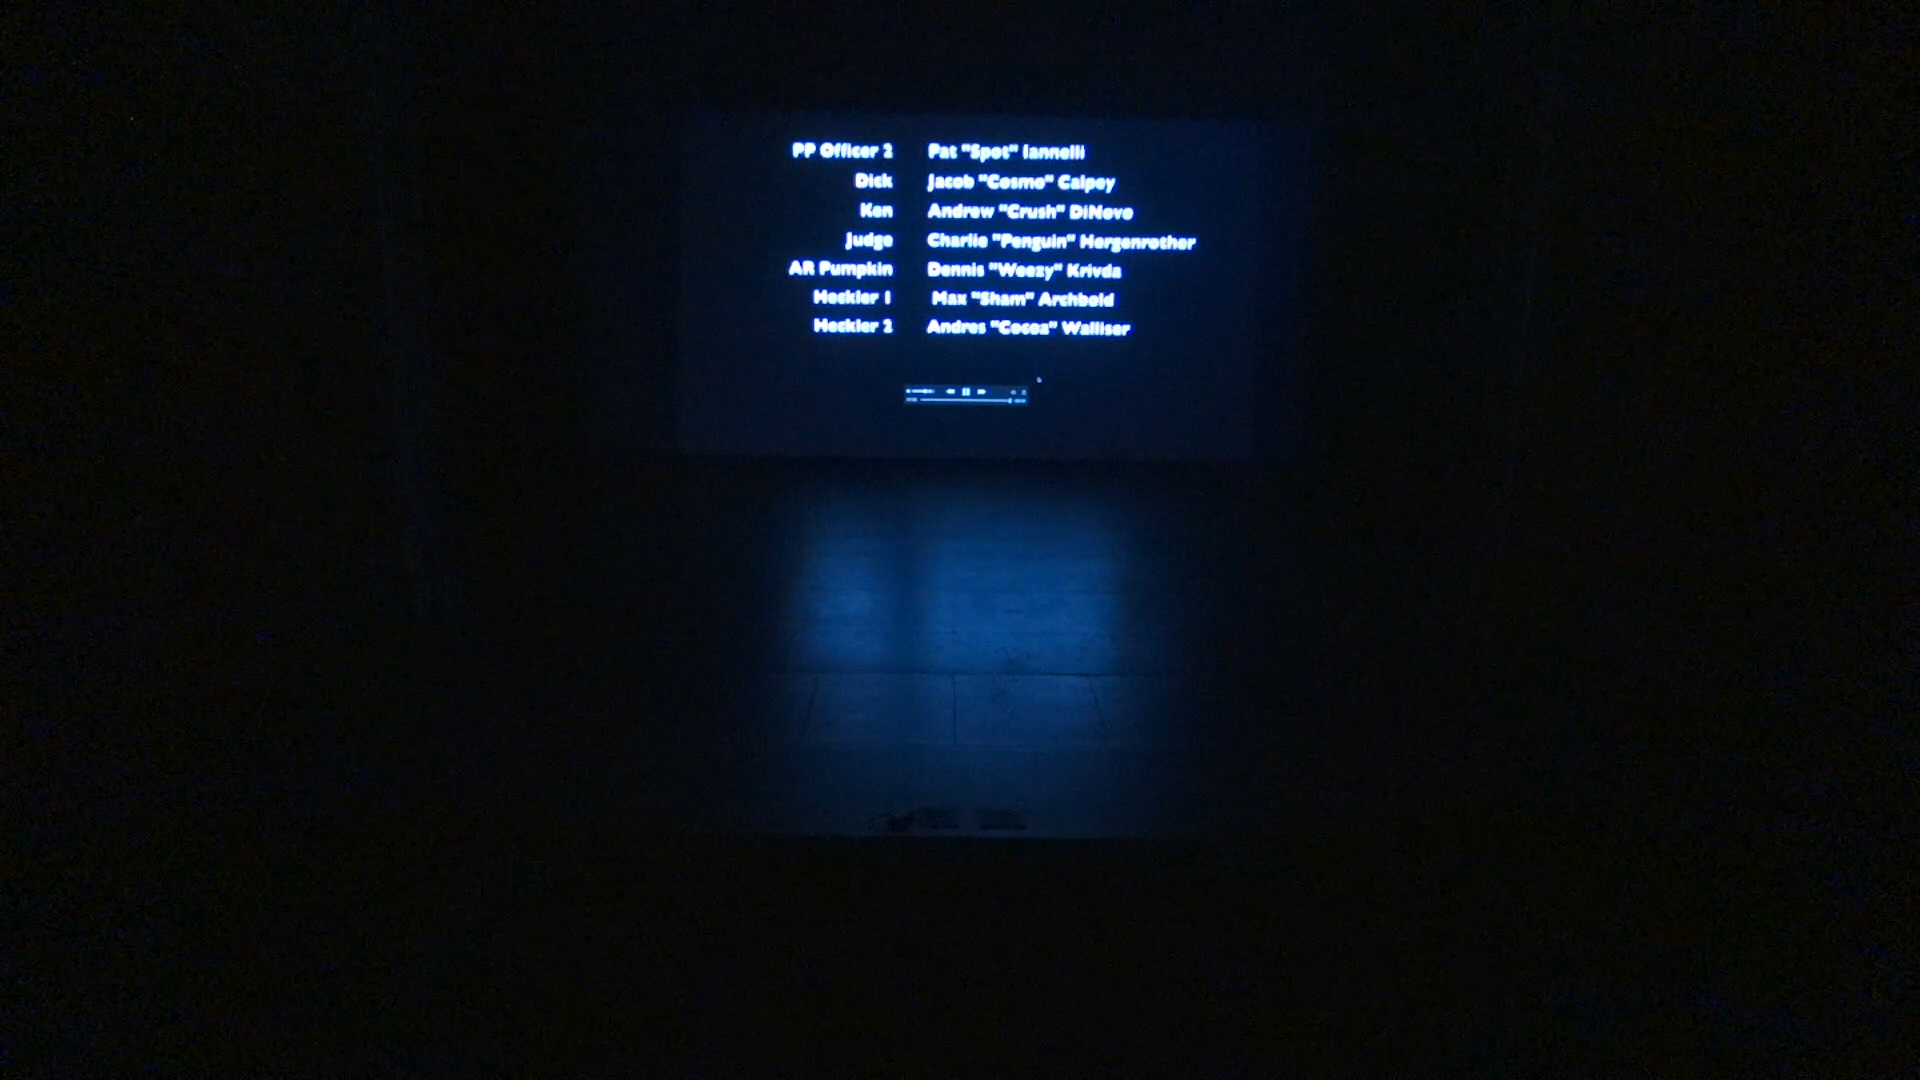 PP Officer 2 Pat "Spot" Iannelli
Dick Jacob "Cosmo" Calpey
Ken Andrew "Crush" DiNovo
Judge Charlie "Penguin" Hergenrother
AR Pumpkin Dennis "Weezy" Krivda
Heckler 1 Max "Sham" Archbold
Heckler 2 Andres "Cocoa" Walliser